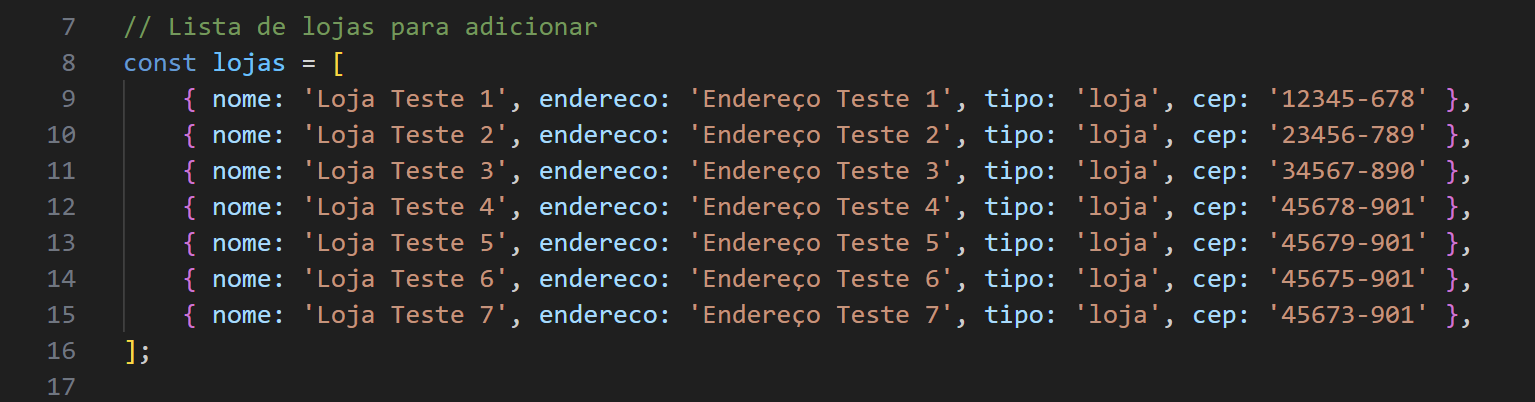 7 // Lista de lojas para adicionar
8 const lojas = [
9 { nome: 'Loja Teste 1', endereco: 'Endereço Teste 1', tipo: 'loja', cep: '12345-678' },
10 { nome: 'Loja Teste 2', endereco: 'Endereço Teste 2', tipo: 'loja', cep: '23456-789' },
11 { nome: 'Loja Teste 3', endereco: 'Endereço Teste 3', tipo: 'loja', cep: '34567-890' },
12 { nome: 'Loja Teste 4', endereco: 'Endereço Teste 4', tipo: 'loja', cep: '45678-901' },
13 { nome: 'Loja Teste 5', endereco: 'Endereço Teste 5', tipo: 'loja', cep: '45679-901' },
14 { nome: 'Loja Teste 6', endereco: 'Endereço Teste 6', tipo: 'loja', cep: '45675-901' },
15 { nome: 'Loja Teste 7', endereco: 'Endereço Teste 7', tipo: 'loja', cep: '45673-901' },
16 ];
17